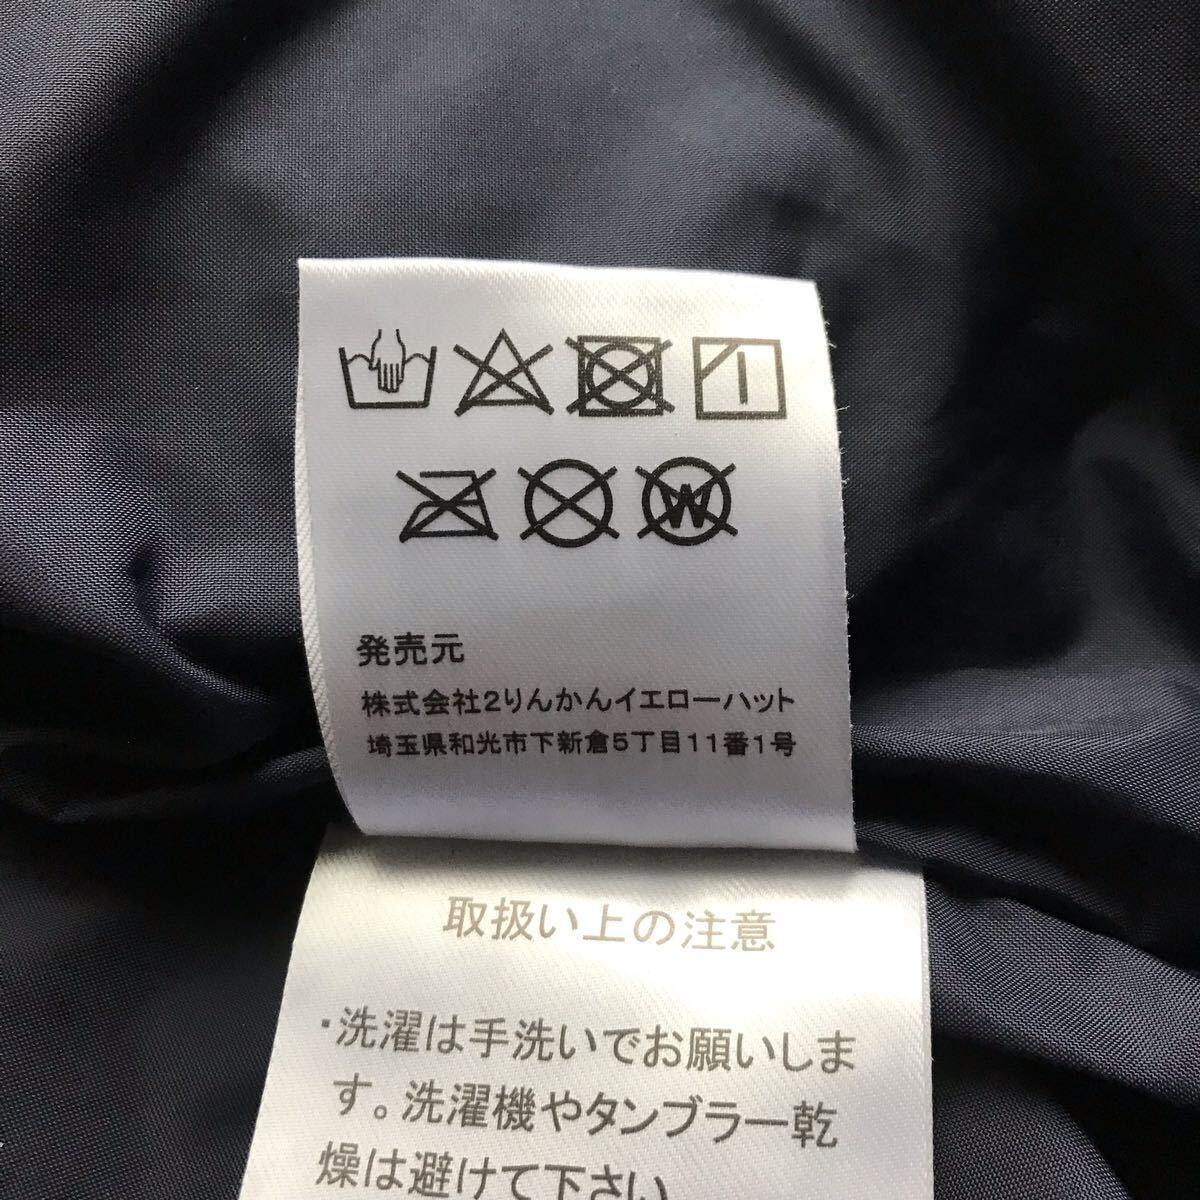 W
発売元
株式会社2りんかんイエローハット
埼玉県和光市下新倉5丁目11番1号
取扱い上の注意
・洗濯は手洗いでお願いしま
す。洗濯機やタンブラー乾
燥は避けて下さい